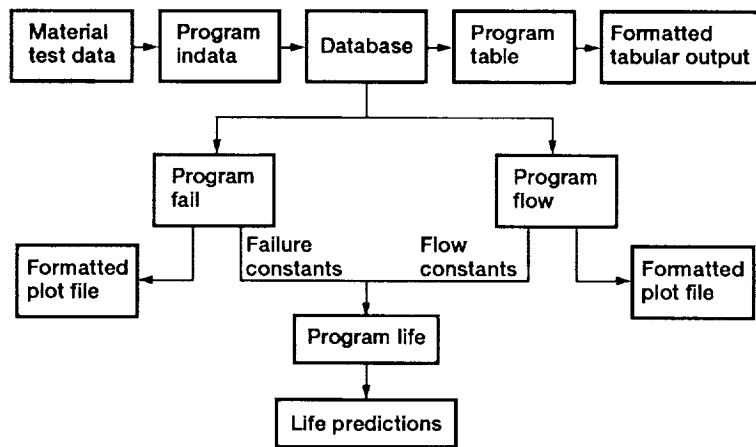 Material
test data
Program
indata
Database
Program
table
Formatted
tabular output
Program
fail
Program
flow
Formatted
plot file
Failure
constants
Flow
constants
Formatted
plot file
Program life
Life predictions